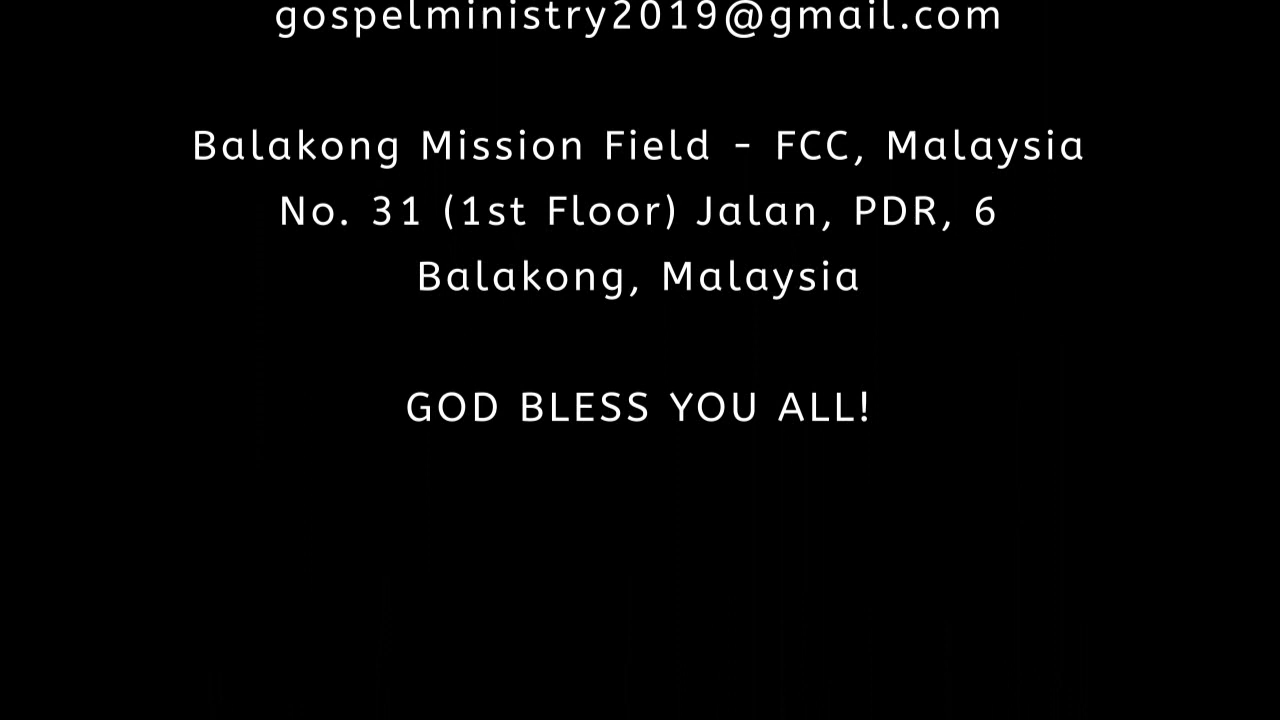 gospelministry2019@gmail.com
Balakong Mission Field - FCC, Malaysia
No. 31 (1st Floor) Jalan, PDR, 6
Balakong, Malaysia
GOD BLESS YOU ALL!